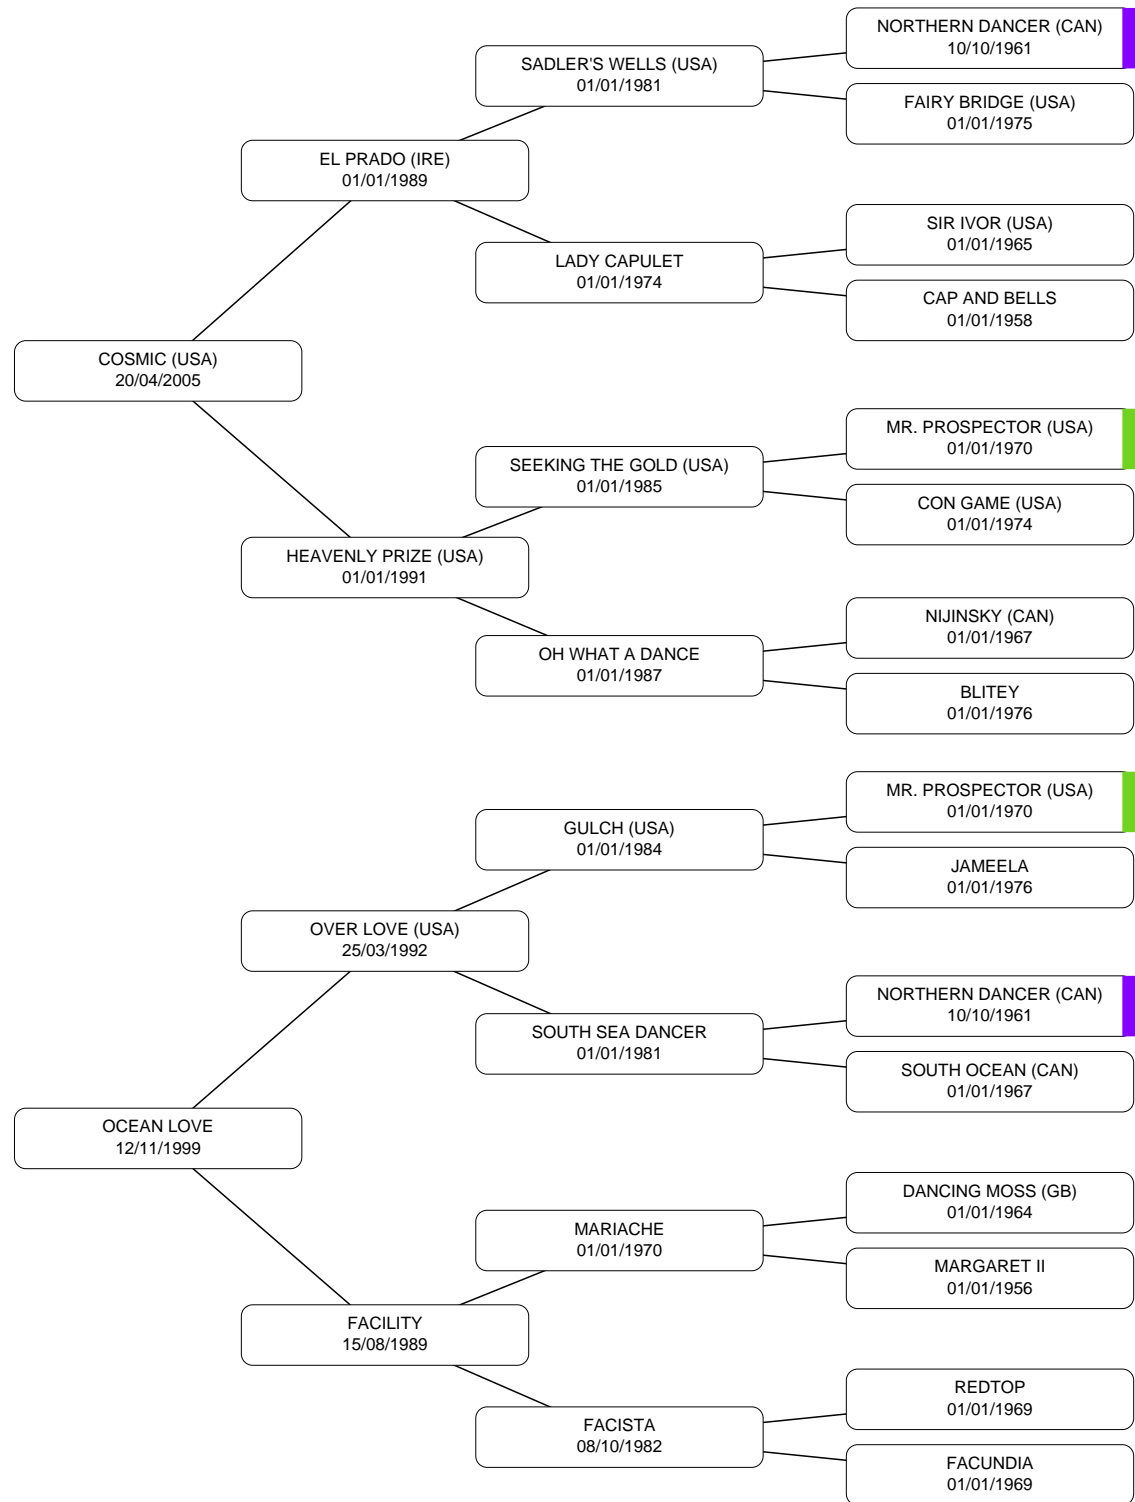 NORTHERN DANCER (CAN)
10/10/1961
SADLER'S WELLS (USA)
01/01/1981
FAIRY BRIDGE (USA)
01/01/1975
EL PRADO (IRE)
01/01/1989
SIR IVOR (USA)
01/01/1965
LADY CAPULET
01/01/1974
CAP AND BELLS
01/01/1958
COSMIC (USA)
20/04/2005
MR. PROSPECTOR (USA)
01/01/1970
SEEKING THE GOLD (USA)
01/01/1985
CON GAME (USA)
01/01/1974
HEAVENLY PRIZE (USA)
01/01/1991
NIJINSKY (CAN)
01/01/1967
OH WHAT A DANCE
01/01/1987
BLITEY
01/01/1976
MR. PROSPECTOR (USA)
01/01/1970
GULCH (USA)
01/01/1984
JAMEELA
01/01/1976
OVER LOVE (USA)
25/03/1992
NORTHERN DANCER (CAN)
10/10/1961
SOUTH SEA DANCER
01/01/1981
SOUTH OCEAN (CAN)
01/01/1967
OCEAN LOVE
12/11/1999
DANCING MOSS (GB)
01/01/1964
MARIACHE
01/01/1970
MARGARET II
01/01/1956
FACILITY
15/08/1989
REDTOP
01/01/1969
FACISTA
08/10/1982
FACUNDIA
01/01/1969